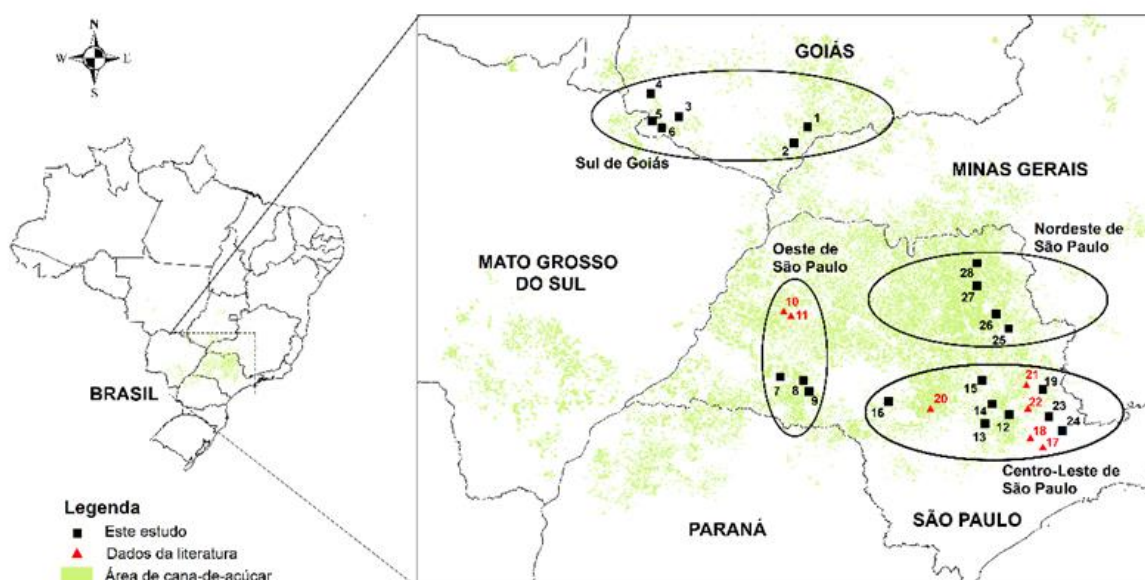 N
W
E
S
BRASIL
Legenda
Este estudo
Dados da literatura
Área de cana-de-açúcar
GOIÁS
4
3
5
6
1
2
Sul de Goiás
MINAS GERAIS
Oeste de
São Paulo
Nordeste de
São Paulo
MATO GROSSO
DO SUL
28
27
26
25
10
11
7
8
9
21
15
19
16
20
14
22
23
12
13
24
18
17
Centro-Leste de
São Paulo
SÃO PAULO
PARANÁ